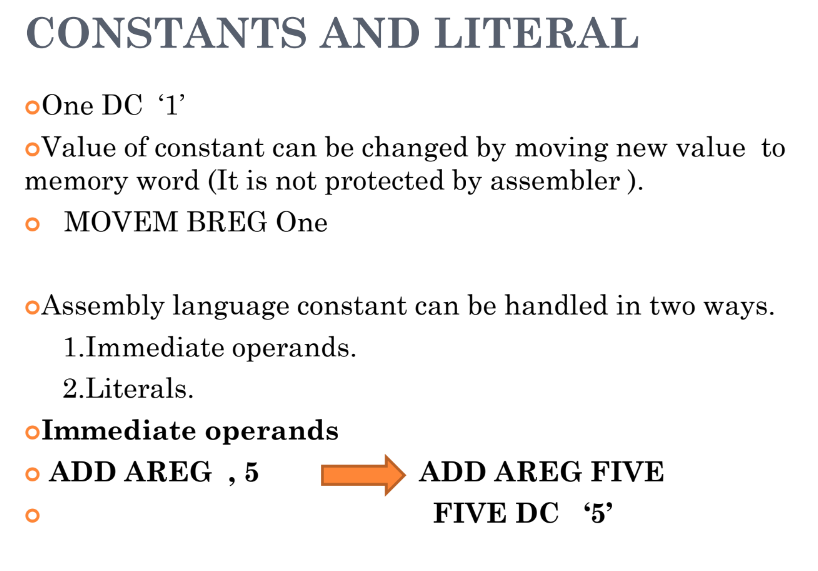 CONSTANTS AND LITERAL
One DC ‘1’
Value of constant can be changed by moving new value to
memory word (It is not protected by assembler ).
MOVEM BREG One
Assembly language constant can be handled in two ways.
1.Immediate operands.
2.Literals.
Immediate operands
ADD AREG , 5 ADD AREG FIVE
FIVE DC ‘5’